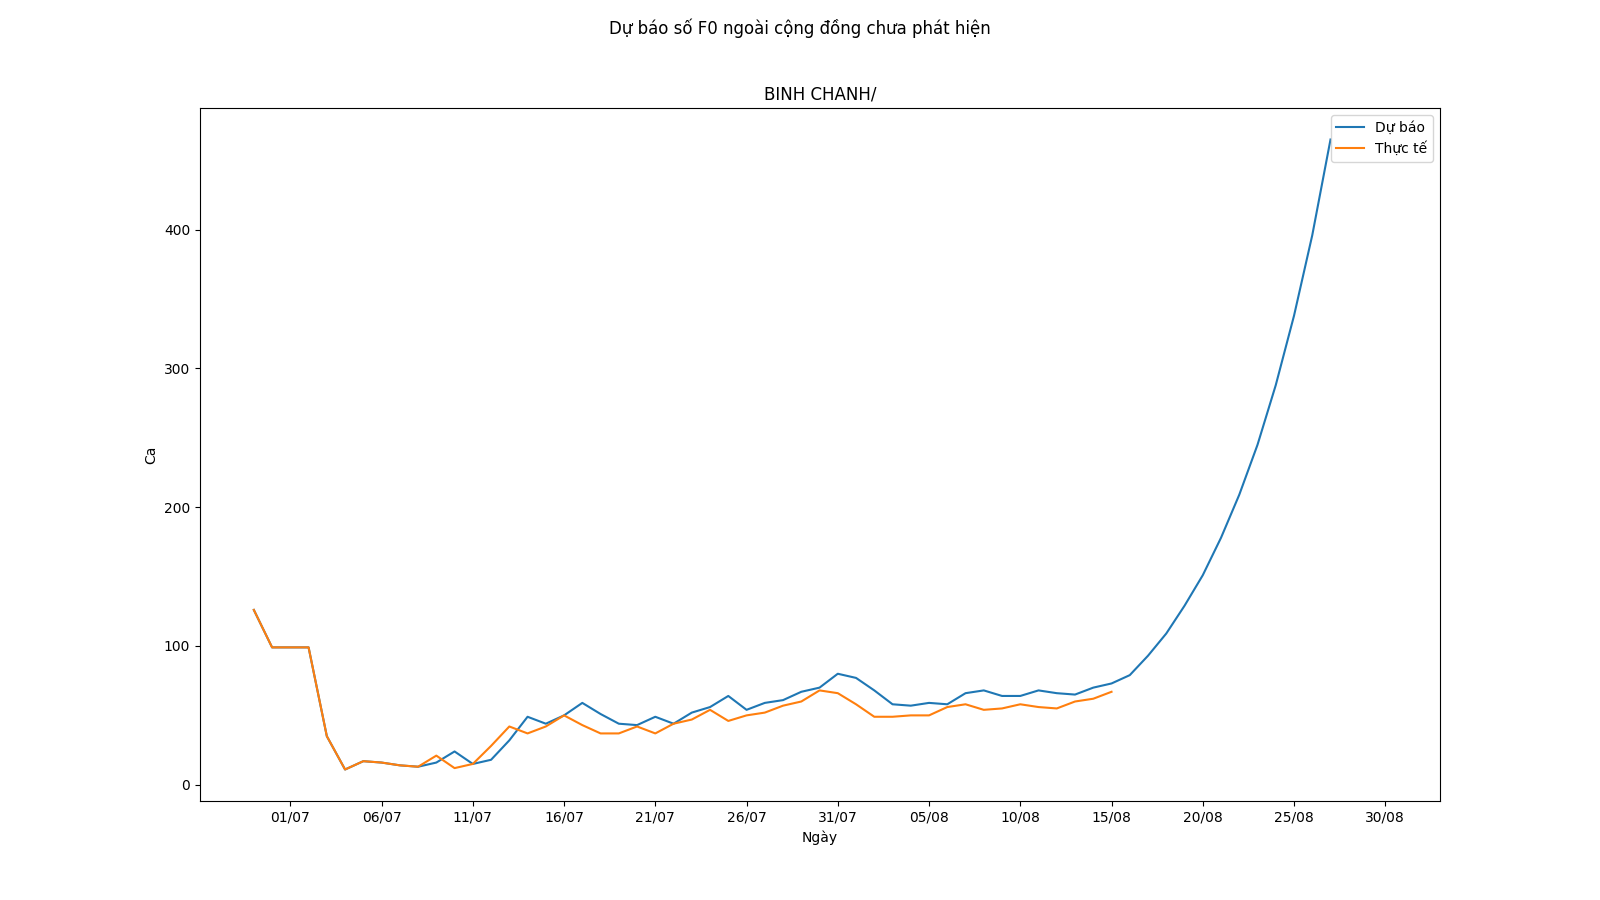 Dự báo số F0 ngoài cộng đồng chưa phát hiện
BINH CHANH/
Dự báo
Thực tế
400
300
200
100
0
Ca
01/07 06/07 11/07 16/07 21/07 26/07 31/07 05/08 10/08 15/08 20/08 25/08 30/08
Ngày